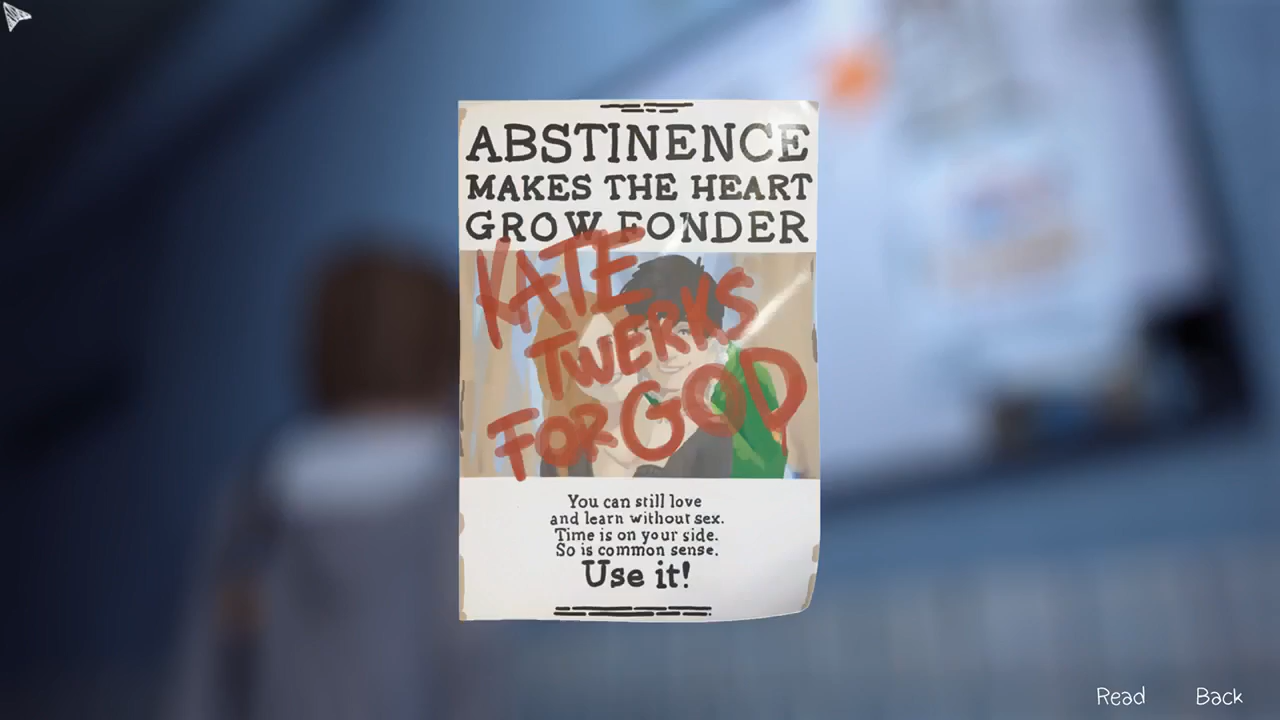 ABSTINENCE
MAKES THE HEART
GROW FONDER
KATE
TWERKS
FOR GOD
You can still love
and learn without sex.
Time is on your side.
So is common sense.
Use it!
Read Back